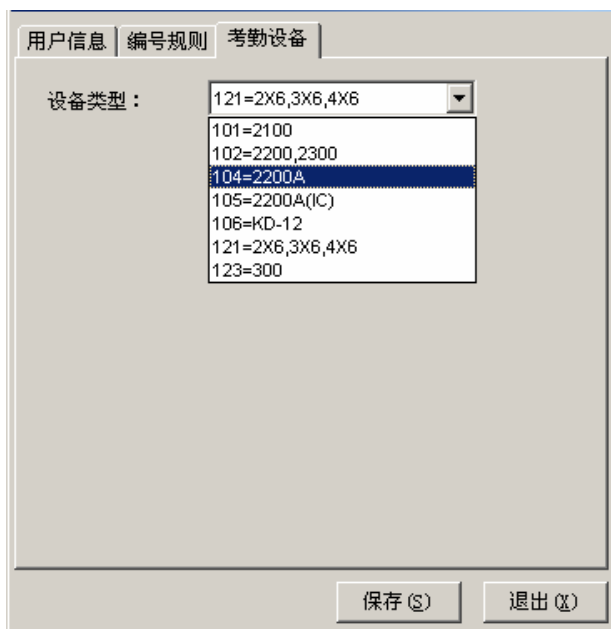 用户信息 编号规则 考勤设备
设备类型： 121=2X6,3X6,4X6
101=2100
102=2200,2300
104=2200A
105=2200A(IC)
106=KD-12
121=2X6,3X6,4X6
123=300
保存(S) 退出(X)